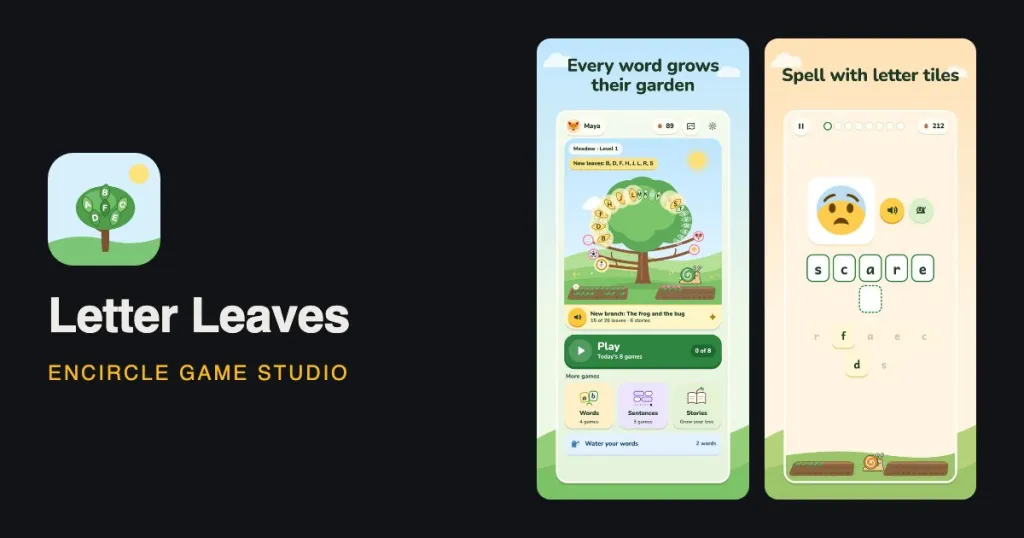 Letter Leaves
ENCIRCLE GAME STUDIO
B
A
C
F
D
E
Every word grows
their garden
Maya
89
Meadow · Level 1
New leaves: B, D, F, H, J, L, R, S
New branch: The frog and the bug
15 of 26 leaves · 6 stories
Play
Today's 8 games
0 of 8
More games
a b
Words
4 games
Sentences
3 games
Stories
Grow your tree
Water your words
2 words
Spell with letter tiles
212
s c a r e
r f a e c
d s